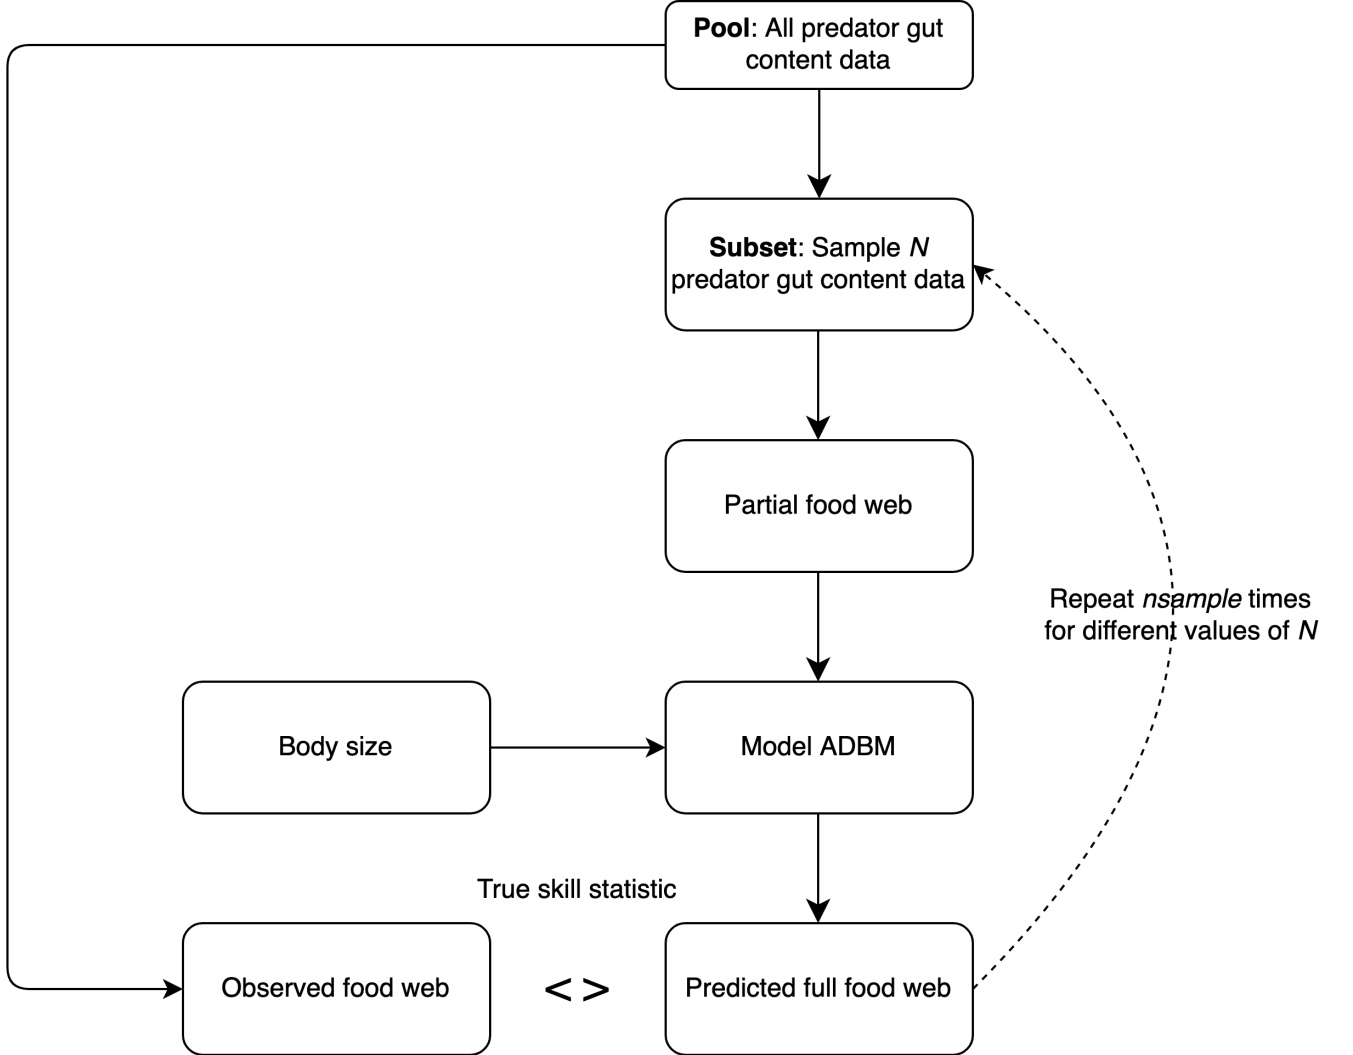 Pool: All predator gut
content data
Subset: Sample N
predator gut content data
Partial food web
Repeat nsample times
for different values of N
Body size
Model ADBM
True skill statistic
Observed food web
< >
Predicted full food web